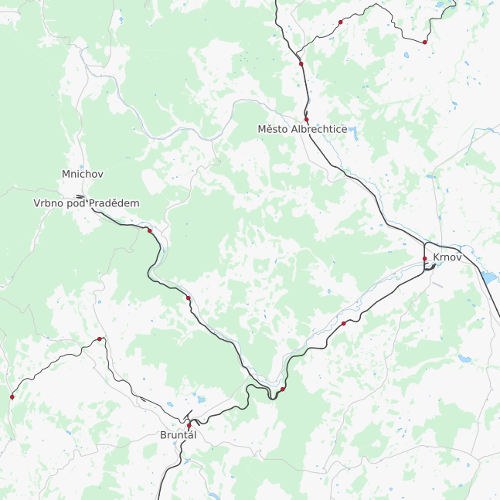 Město Albrechtice
Mnichov
Vrbno pod Pradědem
Krnov
Bruntál